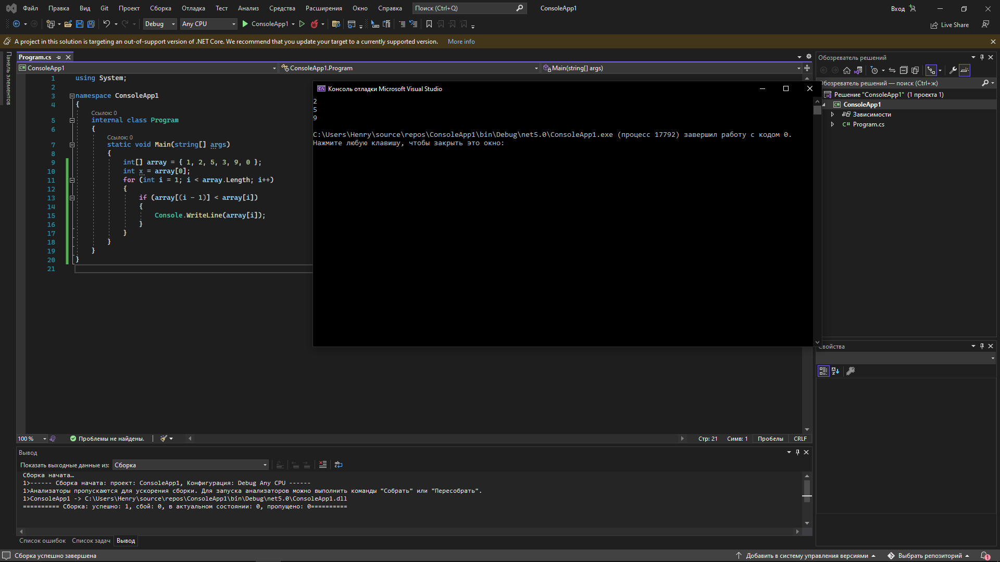 Файл Правка Вид Git Проект Сборка Отладка Тест Анализ Средства Расширения Окно Справка Поиск (Ctrl+Q) ConsoleApp1 Вход
Debug Any CPU ConsoleApp1 Live Share
A project in this solution is targeting an out-of-support version of .NET Core. We recommend that you update your target to a currently supported version. More info
Панель элементов
Program.cs
ConsoleApp1 ConsoleApp1.Program Main(string[] args)
1 using System;
2
3 namespace ConsoleApp1
4 {
Ссылок: 0
5 internal class Program
6 {
Ссылок: 0
7 static void Main(string[] args)
8 {
9 int[] array = { 1, 2, 5, 3, 9, 0 };
10 int x = array[0];
11 for (int i = 1; i < array.Length; i++)
12 {
13 if (array[(i - 1)] < array[i])
14 {
15 Console.WriteLine(array[i]);
16 }
17 }
18 }
19 }
20 }
21
Консоль отладки Microsoft Visual Studio
2
5
9
C:\Users\Henry\source\repos\ConsoleApp1\bin\Debug\net5.0\ConsoleApp1.exe (процесс 17792) завершил работу с кодом 0.
Нажмите любую клавишу, чтобы закрыть это окно:
Обозреватель решений
Обозреватель решений — поиск (Ctrl+ж)
Решение "ConsoleApp1" (1 проекта 1)
C# ConsoleApp1
Зависимости
C# Program.cs
Свойства
100 % Проблемы не найдены. Стр: 21 Симв: 1 Пробелы CRLF
Вывод
Показать выходные данные из: Сборка
Сборка начата…
1>------ Сборка начата: проект: ConsoleApp1, Конфигурация: Debug Any CPU ------
1>Анализаторы пропускаются для ускорения сборки. Для запуска анализаторов можно выполнить команды "Собрать" или "Пересобрать".
1>ConsoleApp1 -> C:\Users\Henry\source\repos\ConsoleApp1\bin\Debug\net5.0\ConsoleApp1.dll
========== Сборка: успешно: 1, сбой: 0, в актуальном состоянии: 0, пропущено: 0==========
Список ошибок Список задач Вывод
Сборка успешно завершена Добавить в систему управления версиями Выбрать репозиторий 1